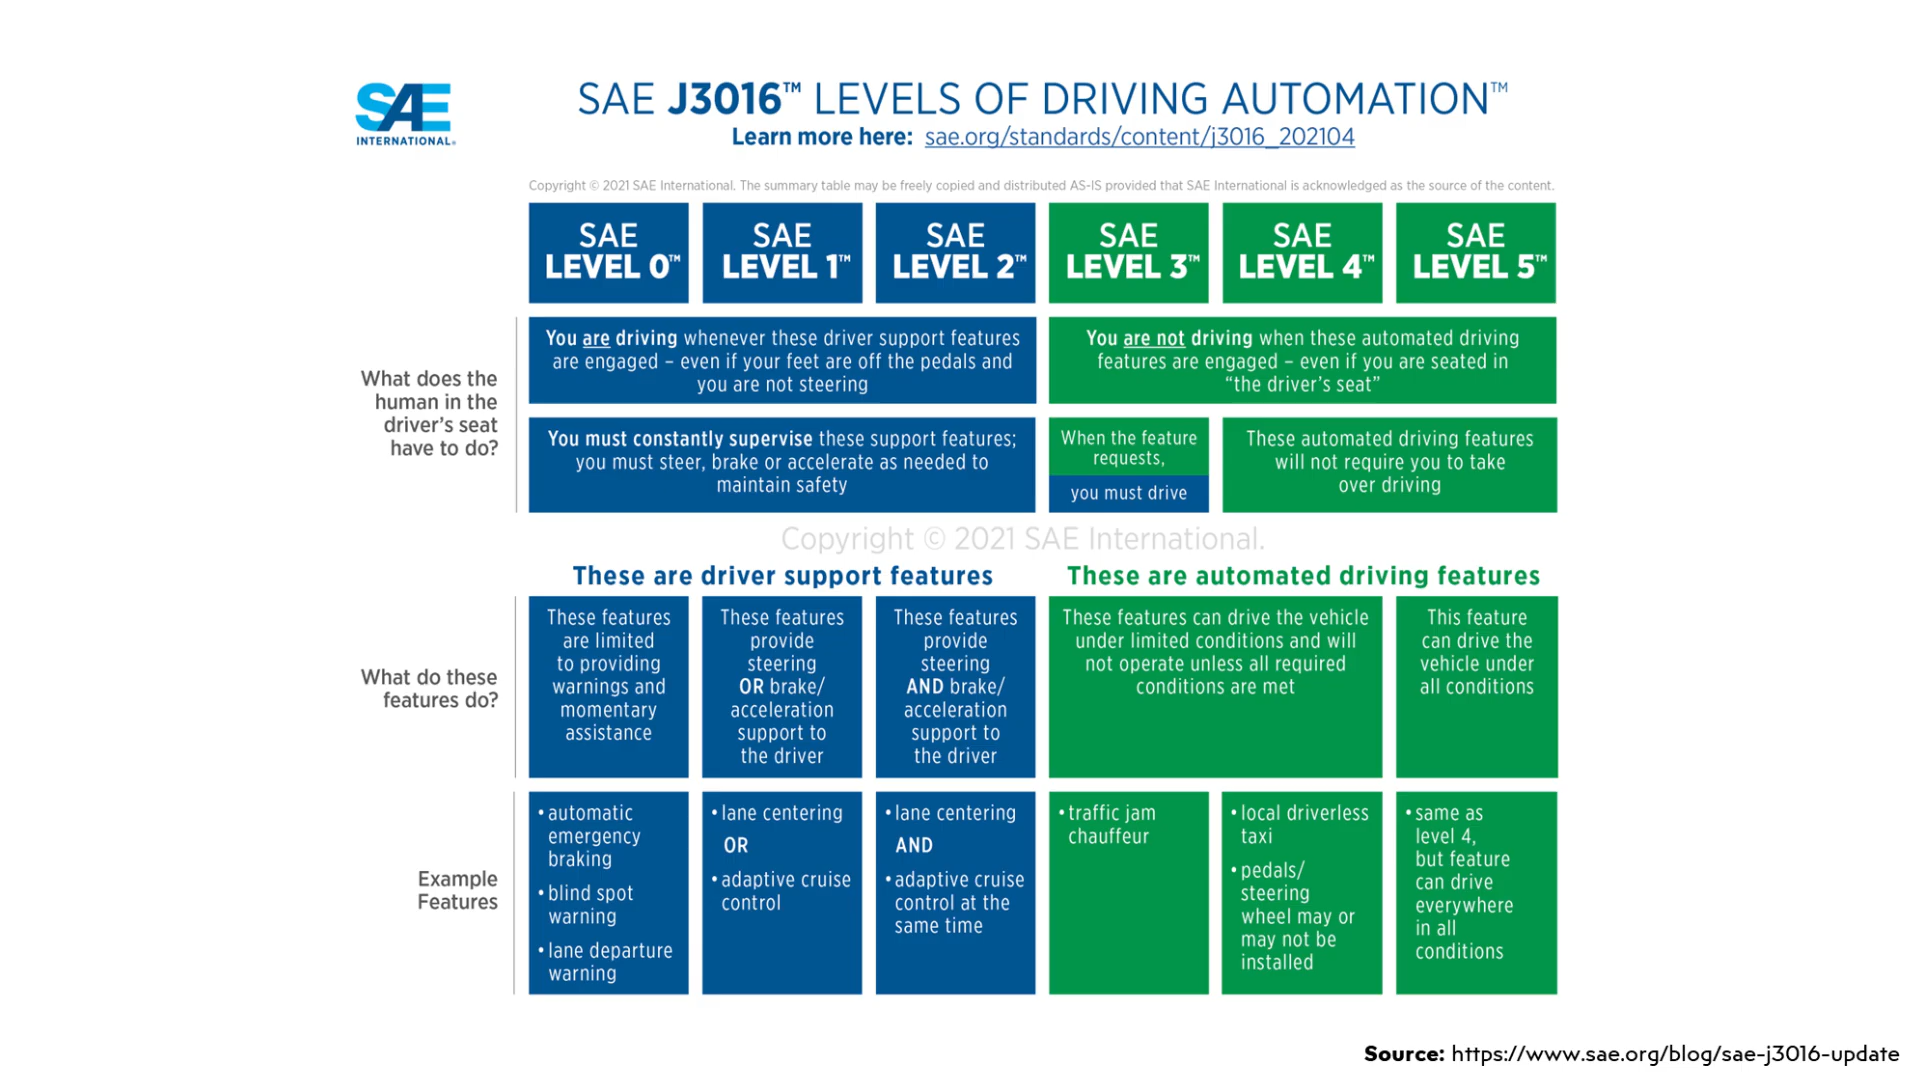 SAE
INTERNATIONAL®
SAE J3016™ LEVELS OF DRIVING AUTOMATION™
Learn more here: sae.org/standards/content/j3016_202104
Copyright © 2021 SAE International. The summary table may be freely copied and distributed AS-IS provided that SAE International is acknowledged as the source of the content.
SAE
LEVEL 0™
SAE
LEVEL 1™
SAE
LEVEL 2™
SAE
LEVEL 3™
SAE
LEVEL 4™
SAE
LEVEL 5™
What does the
human in the
driver's seat
have to do?
You are driving whenever these driver support features
are engaged – even if your feet are off the pedals and
you are not steering
You are not driving when these automated driving
features are engaged – even if you are seated in
“the driver's seat”
You must constantly supervise these support features;
you must steer, brake or accelerate as needed to
maintain safety
When the feature
requests,
you must drive
These automated driving features
will not require you to take
over driving
Copyright © 2021 SAE International.
These are driver support features
These are automated driving features
What do these
features do?
These features
are limited
to providing
warnings and
momentary
assistance
These features
provide
steering
OR brake/
acceleration
support to
the driver
These features
provide
steering
AND brake/
acceleration
support to
the driver
These features can drive the vehicle
under limited conditions and will
not operate unless all required
conditions are met
This feature
can drive the
vehicle under
all conditions
Example
Features
• automatic
emergency
braking
• blind spot
warning
• lane departure
warning
• lane centering
OR
• adaptive cruise
control
• lane centering
AND
• adaptive cruise
control at the
same time
• traffic jam
chauffeur
• local driverless
taxi
• pedals/
steering
wheel may or
may not be
installed
• same as
level 4,
but feature
can drive
everywhere
in all
conditions
Source: https://www.sae.org/blog/sae-j3016-update